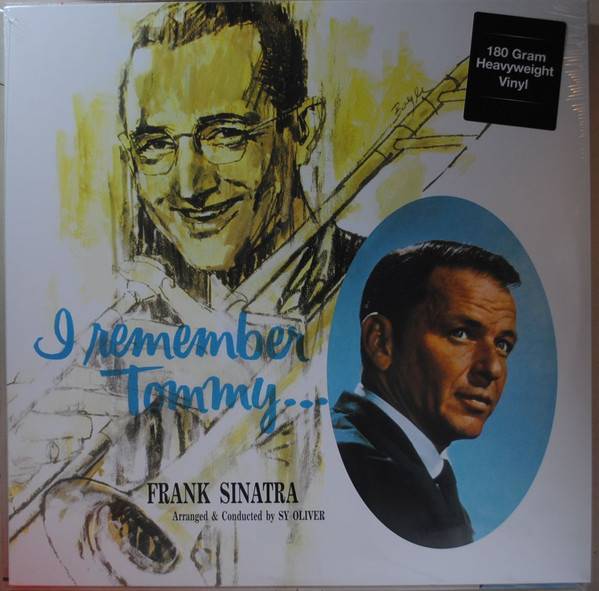 180 Gram
Heavyweight
Vinyl
I remember
Tommy...
FRANK SINATRA
Arranged & Conducted by SY OLIVER